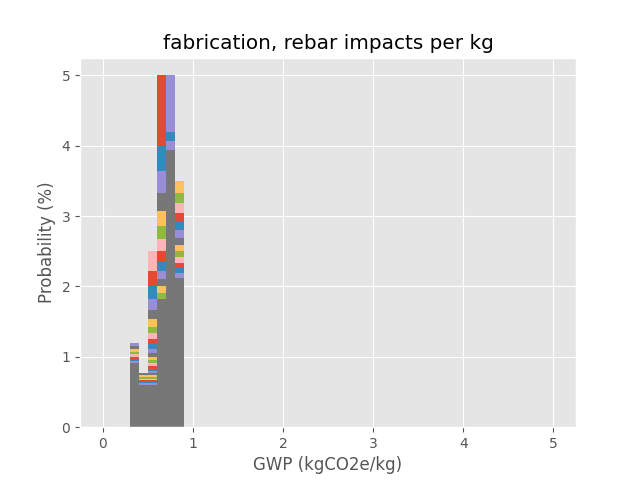 fabrication, rebar impacts per kg
5
4
3
2
1
0
Probability (%)
0 1 2 3 4 5
GWP (kgCO2e/kg)